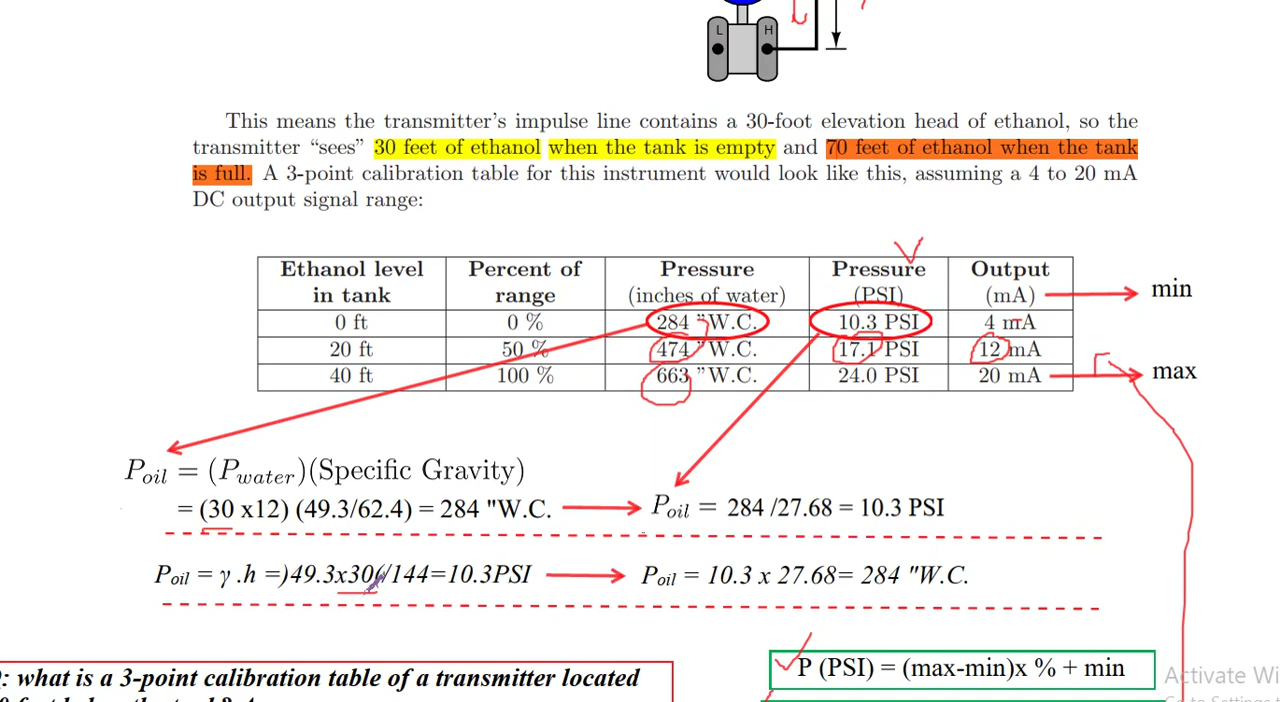 L H
This means the transmitter's impulse line contains a 30-foot elevation head of ethanol, so the
transmitter “sees” 30 feet of ethanol when the tank is empty and 70 feet of ethanol when the tank
is full. A 3-point calibration table for this instrument would look like this, assuming a 4 to 20 mA
DC output signal range:
Ethanol level Percent of Pressure Pressure Output
in tank range (inches of water) (PSI) (mA) min
0 ft 0 % 284 ”W.C. 10.3 PSI 4 mA
20 ft 50 % 474 ”W.C. 17.1 PSI 12 mA
40 ft 100 % 663 ”W.C. 24.0 PSI 20 mA max
P_oil = (P_water)(Specific Gravity)
= (30 x12) (49.3/62.4) = 284 "W.C. P_oil = 284 /27.68 = 10.3 PSI
P_oil = γ .h =)49.3x30(/144=10.3PSI P_oil = 10.3 x 27.68= 284 "W.C.
: what is a 3-point calibration table of a transmitter located
P (PSI) = (max-min)x % + min
Activate Wi